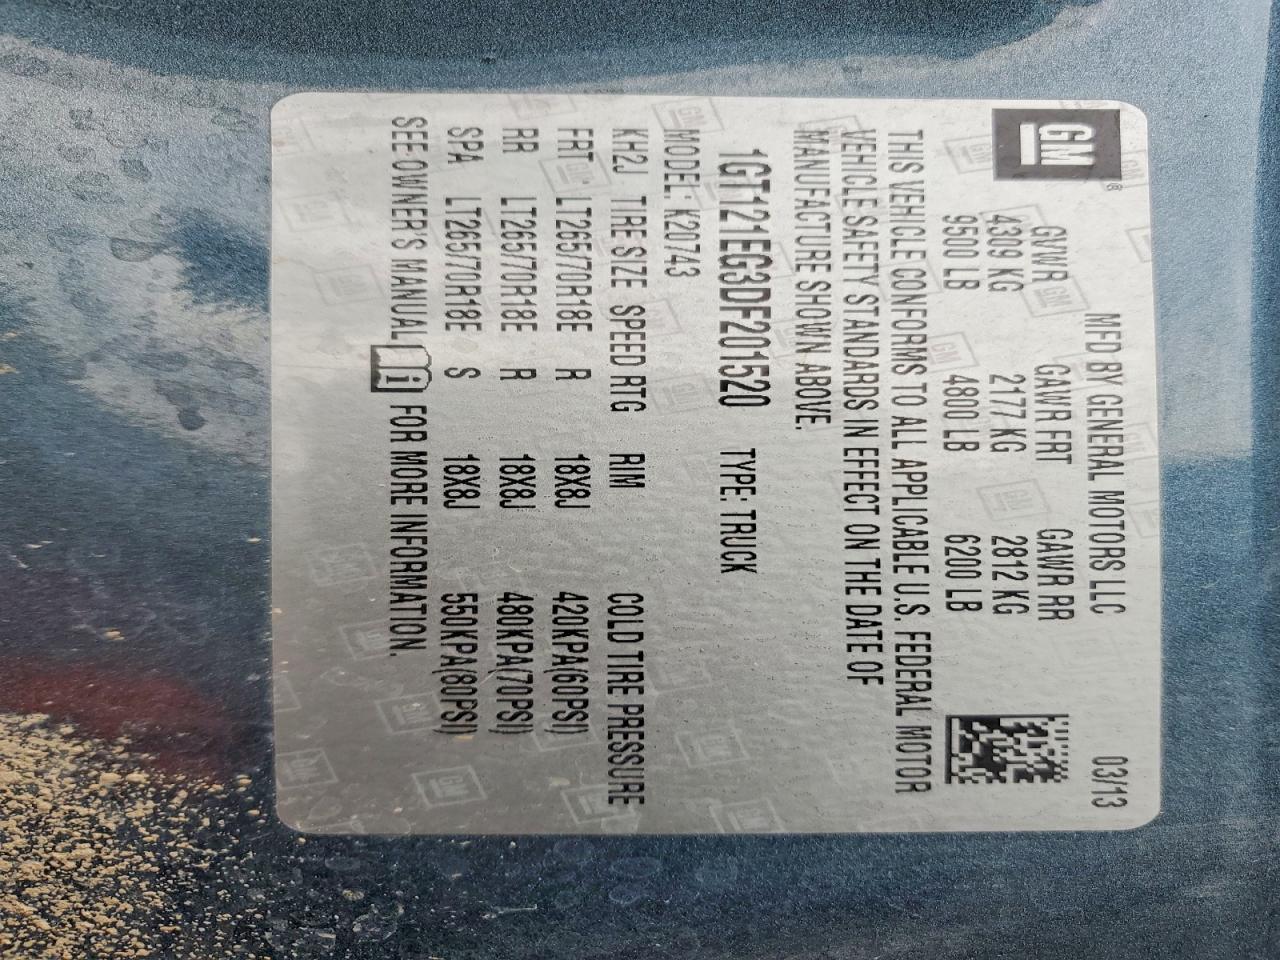 GM® MFD BY GENERAL MOTORS LLC 03/13
GVWR GAWR FRT GAWR RR
4309 KG 2177 KG 2812 KG
9500 LB 4800 LB 6200 LB
THIS VEHICLE CONFORMS TO ALL APPLICABLE U.S. FEDERAL MOTOR
VEHICLE SAFETY STANDARDS IN EFFECT ON THE DATE OF
MANUFACTURE SHOWN ABOVE.
1GT121EG3DF201520 TYPE: TRUCK
MODEL: K20743
KH2J TIRE SIZE SPEED RTG RIM COLD TIRE PRESSURE
FRT LT265/70R18E R 18X8J 420KPA(60PSI)
RR LT265/70R18E R 18X8J 480KPA(70PSI)
SPA LT265/70R18E S 18X8J 550KPA(80PSI)
SEE OWNER'S MANUAL FOR MORE INFORMATION.